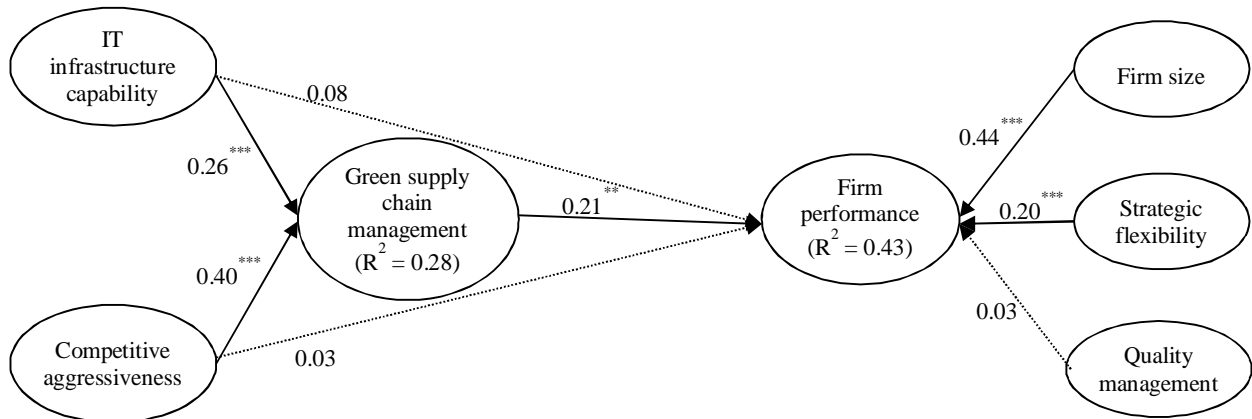 IT
infrastructure
capability
0.08
0.26***
Green supply
chain
management
(R² = 0.28)
0.21**
0.40***
Competitive
aggressiveness
0.03
Firm
performance
(R² = 0.43)
Firm size
0.44***
0.20***
Strategic
flexibility
0.03
Quality
management